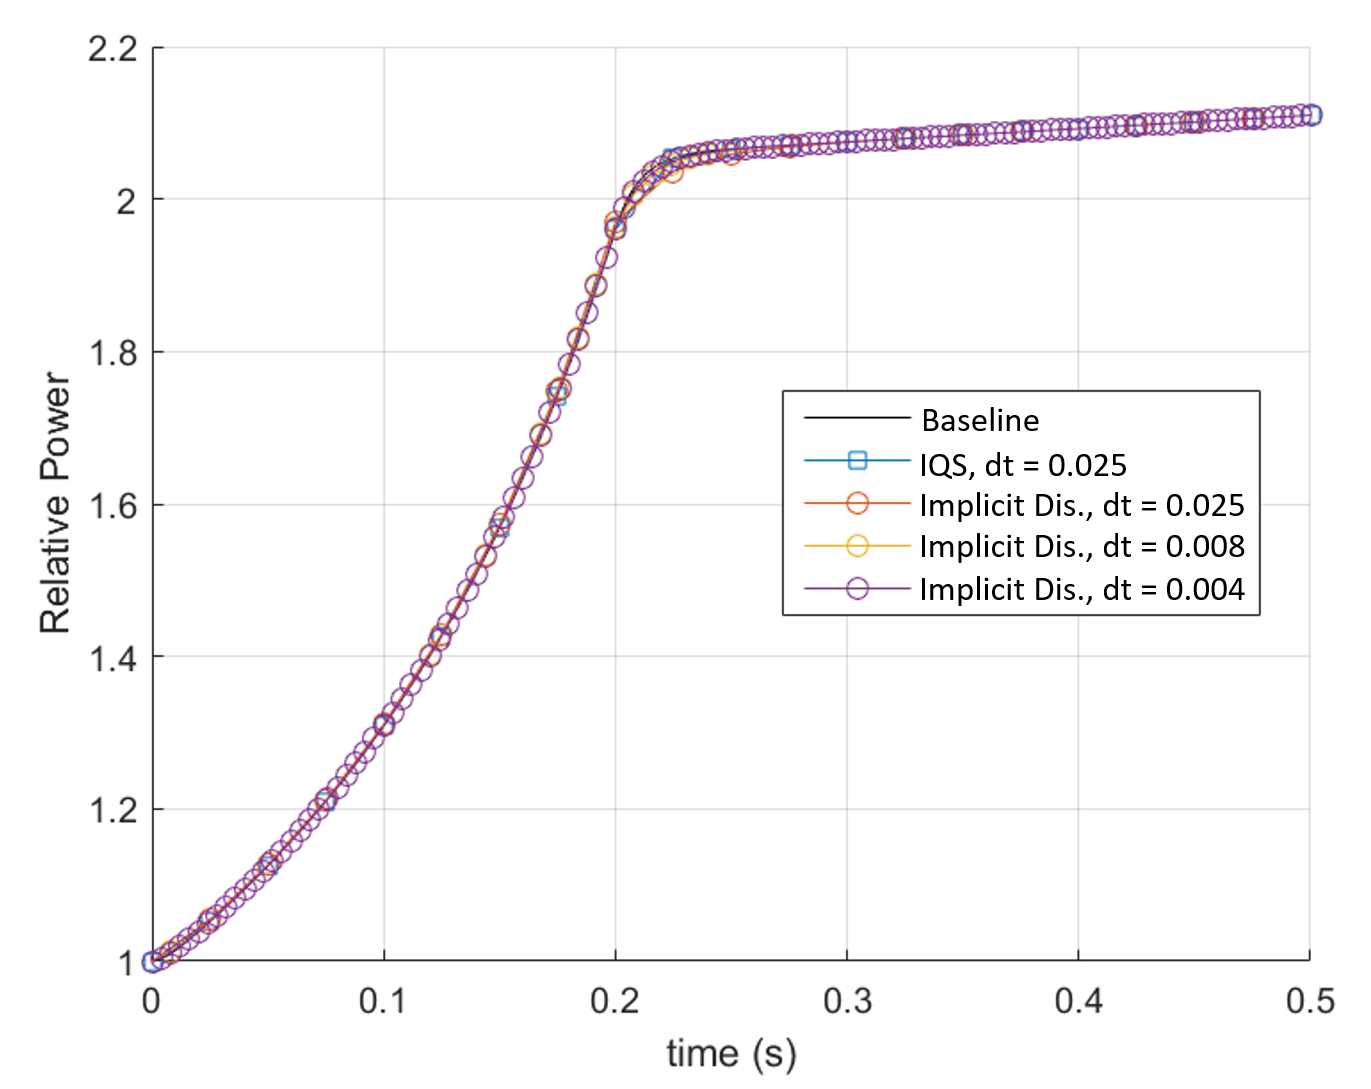 2.2
2
1.8
1.6
1.4
1.2
1
Relative Power
Baseline
IQS, dt = 0.025
Implicit Dis., dt = 0.025
Implicit Dis., dt = 0.008
Implicit Dis., dt = 0.004
0 0.1 0.2 0.3 0.4 0.5
time (s)